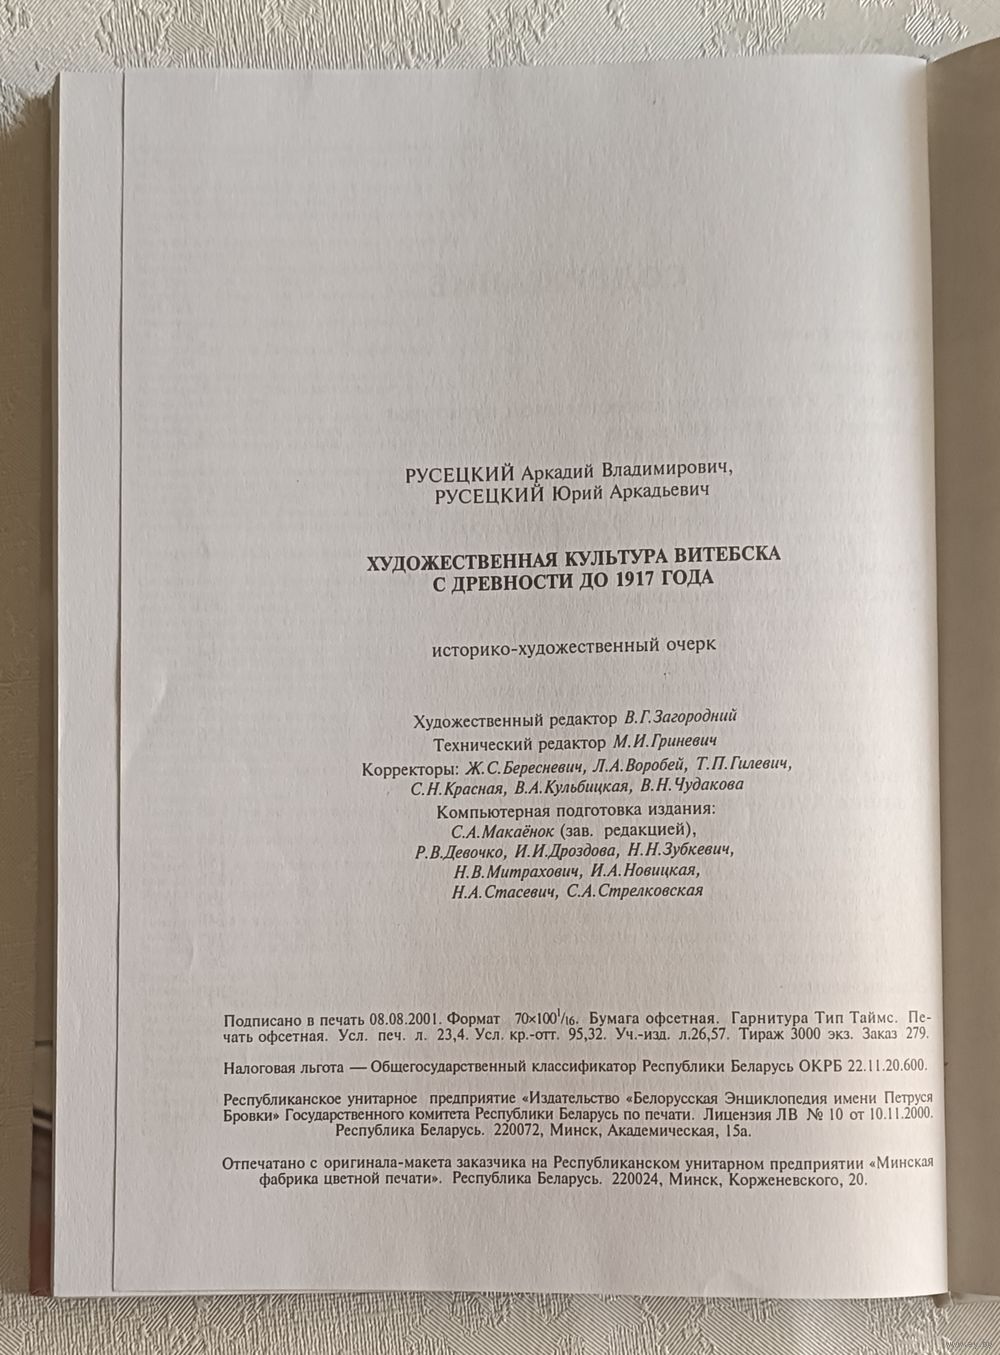 РУСЕЦКИЙ Аркадий Владимирович,
РУСЕЦКИЙ Юрий Аркадьевич
ХУДОЖЕСТВЕННАЯ КУЛЬТУРА ВИТЕБСКА
С ДРЕВНОСТИ ДО 1917 ГОДА
историко-художественный очерк
Художественный редактор В.Г.Загородний
Технический редактор М.И.Гриневич
Корректоры: Ж.С.Бересневич, Л.А.Воробей, Т.П.Гилевич,
С.Н.Красная, В.А.Кульбицкая, В.Н.Чудакова
Компьютерная подготовка издания:
С.А.Макаёнок (зав. редакцией),
Р.В.Девочко, И.И.Дроздова, Н.Н.Зубкевич,
Н.В.Митрахович, И.А.Новицкая,
Н.А.Стасевич, С.А.Стрелковская
Подписано в печать 08.08.2001. Формат 70×100¹/₁₆. Бумага офсетная. Гарнитура Тип Таймс. Пе-
чать офсетная. Усл. печ. л. 23,4. Усл. кр.-отт. 95,32. Уч.-изд. л.26,57. Тираж 3000 экз. Заказ 279.
Налоговая льгота — Общегосударственный классификатор Республики Беларусь ОКРБ 22.11.20.600.
Республиканское унитарное предприятие «Издательство «Белорусская Энциклопедия имени Петруся
Бровки» Государственного комитета Республики Беларусь по печати. Лицензия ЛВ № 10 от 10.11.2000.
Республика Беларусь. 220072, Минск, Академическая, 15а.
Отпечатано с оригинала-макета заказчика на Республиканском унитарном предприятии «Минская
фабрика цветной печати». Республика Беларусь. 220024, Минск, Корженевского, 20.